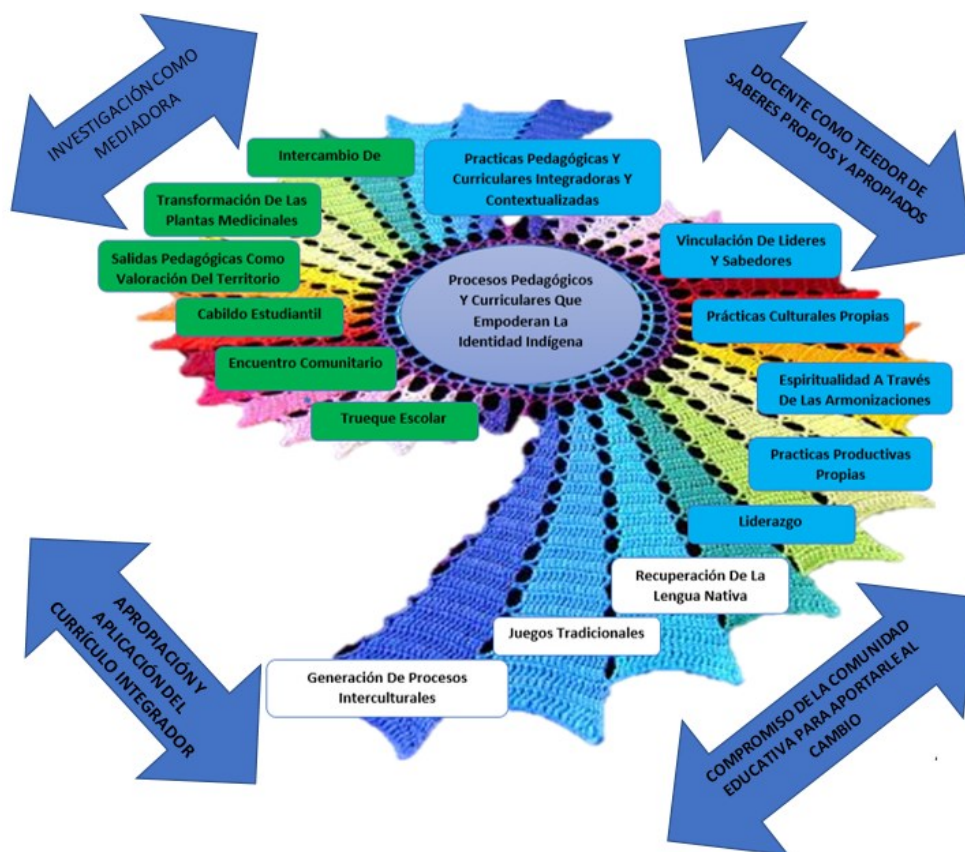 INVESTIGACIÓN COMO
MEDIADORA
DOCENTE COMO TEJEDOR DE
SABERES PROPIOS Y APROPIADOS
Intercambio De
Transformación De Las
Plantas Medicinales
Salidas Pedagógicas Como
Valoración Del Territorio
Cabildo Estudiantil
Encuentro Comunitario
Trueque Escolar
Practicas Pedagógicas Y
Curriculares Integradoras Y
Contextualizadas
Procesos Pedagógicos
Y Curriculares Que
Empoderan La
Identidad Indígena
Vinculación De Lideres
Y Sabedores
Prácticas Culturales Propias
Espiritualidad A Través
De Las Armonizaciones
Practicas Productivas
Propias
Liderazgo
Recuperación De La
Lengua Nativa
Juegos Tradicionales
Generación De Procesos
Interculturales
APROPIACIÓN Y
APLICACIÓN DEL
CURRÍCULO INTEGRADOR
COMPROMISO DE LA COMUNIDAD
EDUCATIVA PARA APORTARLE AL
CAMBIO